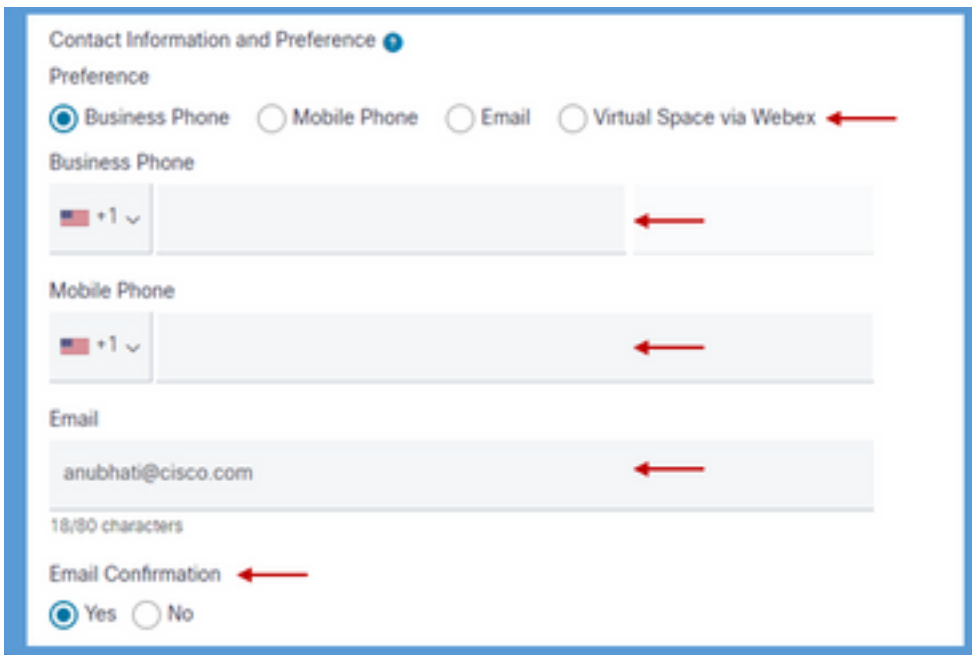 Contact Information and Preference ?
Preference
Business Phone Mobile Phone Email Virtual Space via Webex
Business Phone
+1
Mobile Phone
+1
Email
anubhati@cisco.com
18/80 characters
Email Confirmation
Yes No